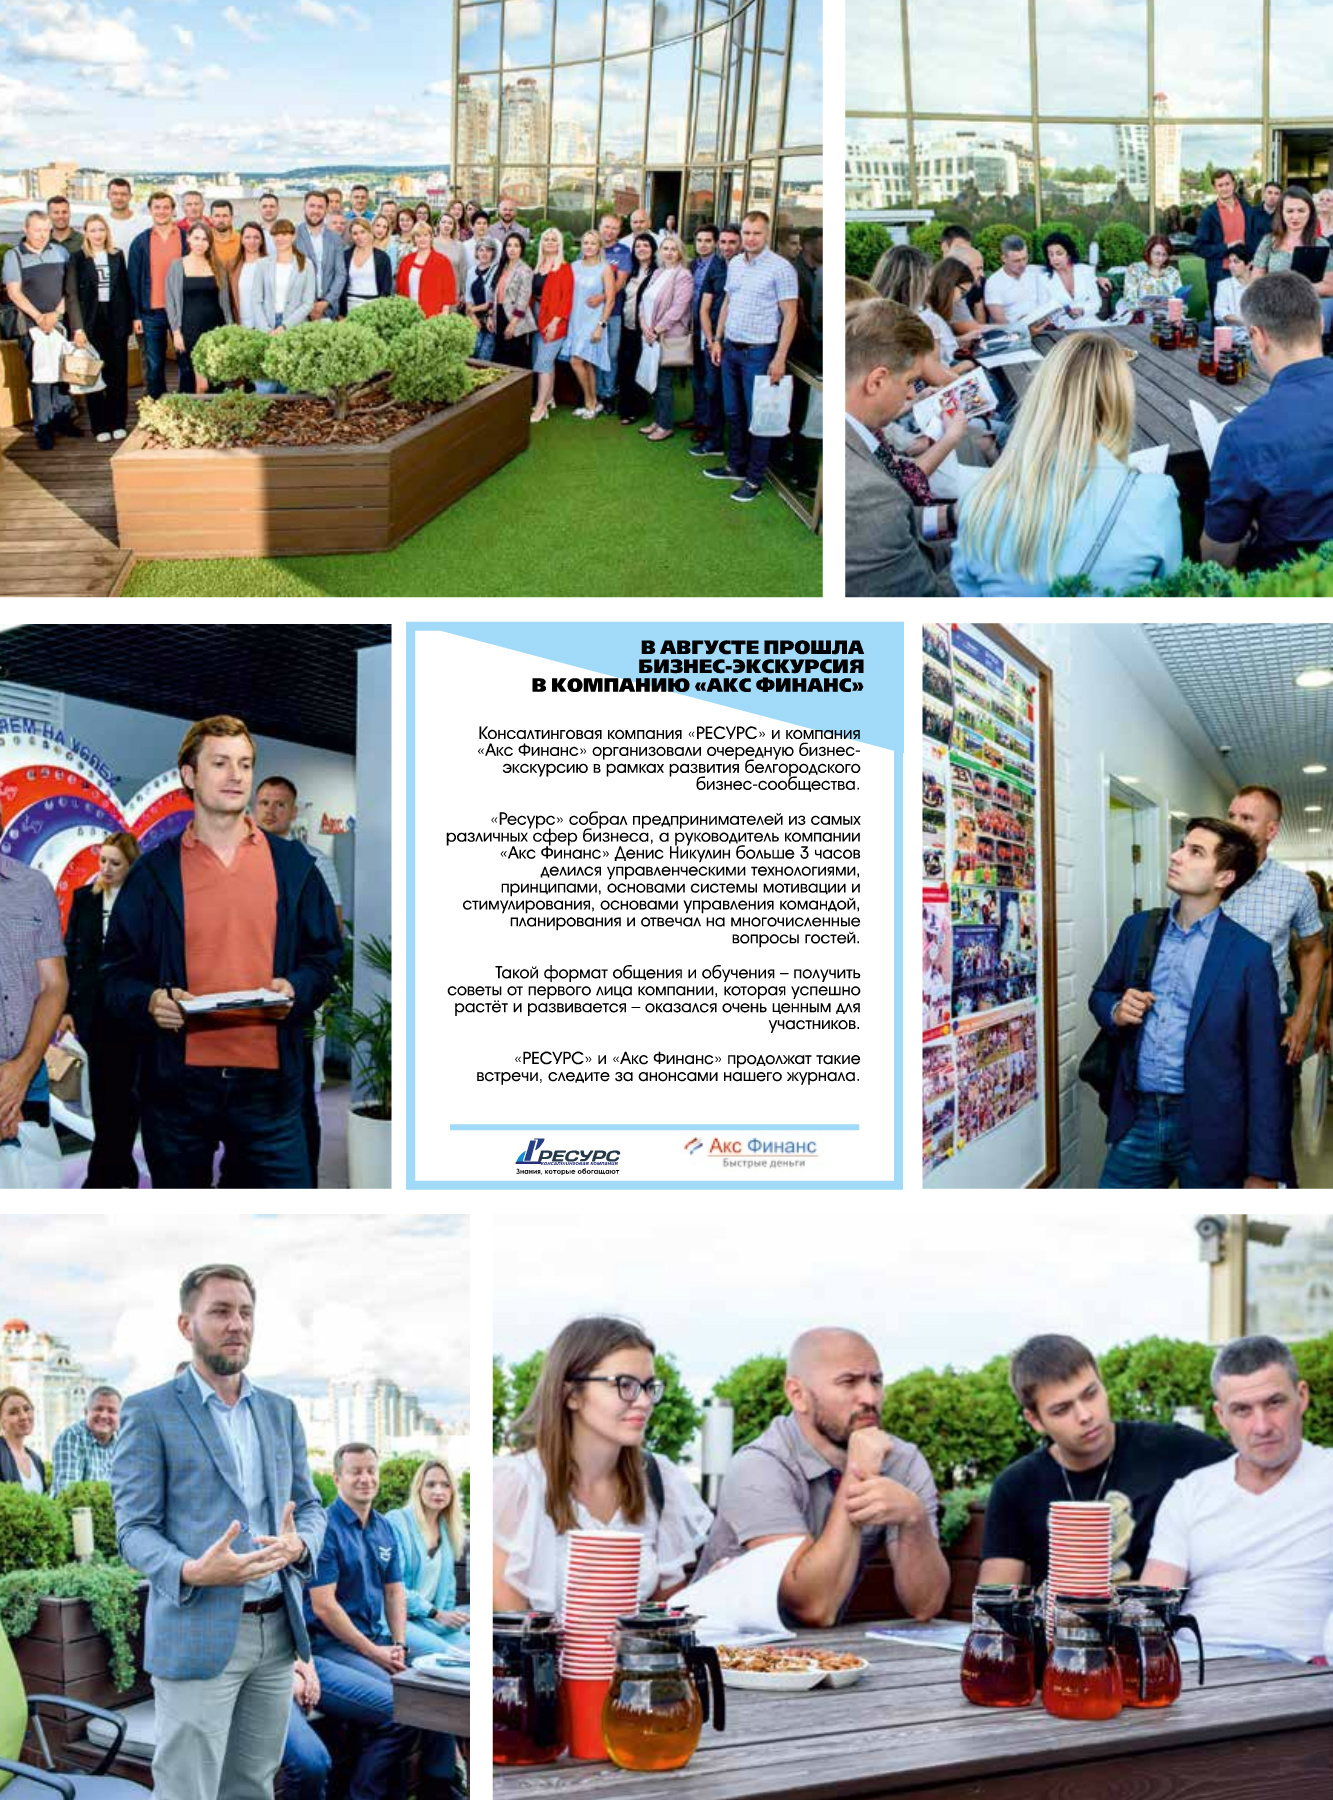 В АВГУСТЕ ПРОШЛА
БИЗНЕС-ЭКСКУРСИЯ
В КОМПАНИЮ «АКС ФИНАНС»
Консалтинговая компания «РЕСУРС» и компания
«Акс Финанс» организовали очередную бизнес-
экскурсию в рамках развития белгородского
бизнес-сообщества.
«Ресурс» собрал предпринимателей из самых
различных сфер бизнеса, а руководитель компании
«Акс Финанс» Денис Никулин больше 3 часов
делился управленческими технологиями,
принципами, основами системы мотивации и
стимулирования, основами управления командой,
планирования и отвечал на многочисленные
вопросы гостей.
Такой формат общения и обучения – получить
советы от первого лица компании, которая успешно
растёт и развивается – оказался очень ценным для
участников.
«РЕСУРС» и «Акс Финанс» продолжат такие
встречи, следите за анонсами нашего журнала.
РЕСУРС
консалтинговая компания
Знания, которые обогащают
Акс Финанс
Быстрые деньги